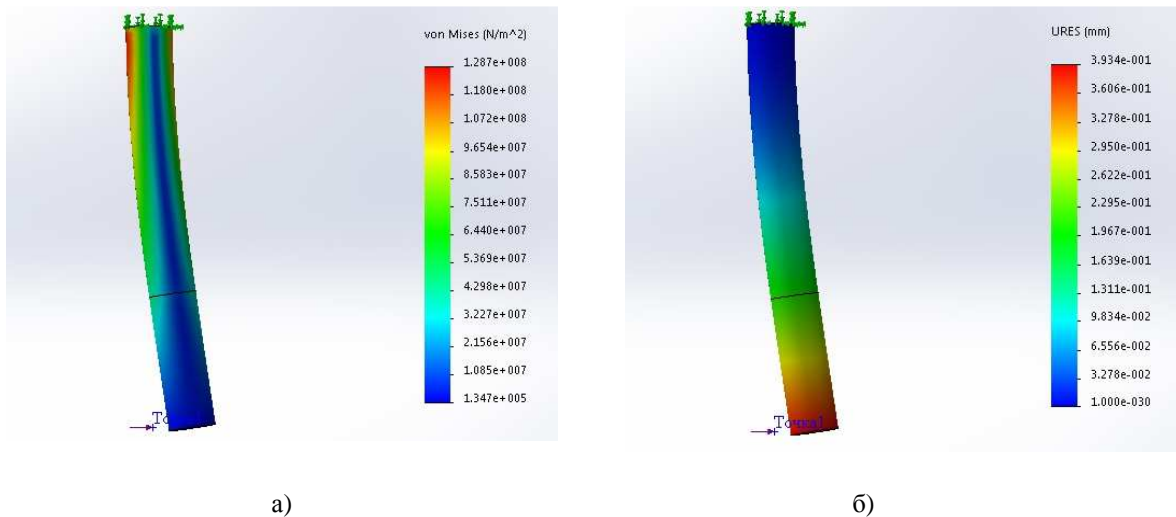 von Mises (N/m^2)
1.287e+008
1.180e+008
1.072e+008
9.654e+007
8.583e+007
7.511e+007
6.440e+007
5.369e+007
4.298e+007
3.227e+007
2.156e+007
1.085e+007
1.347e+005
URES (mm)
3.934e-001
3.606e-001
3.278e-001
2.950e-001
2.622e-001
2.295e-001
1.967e-001
1.639e-001
1.311e-001
9.834e-002
6.556e-002
3.278e-002
1.000e-030
Точка1
а)
б)